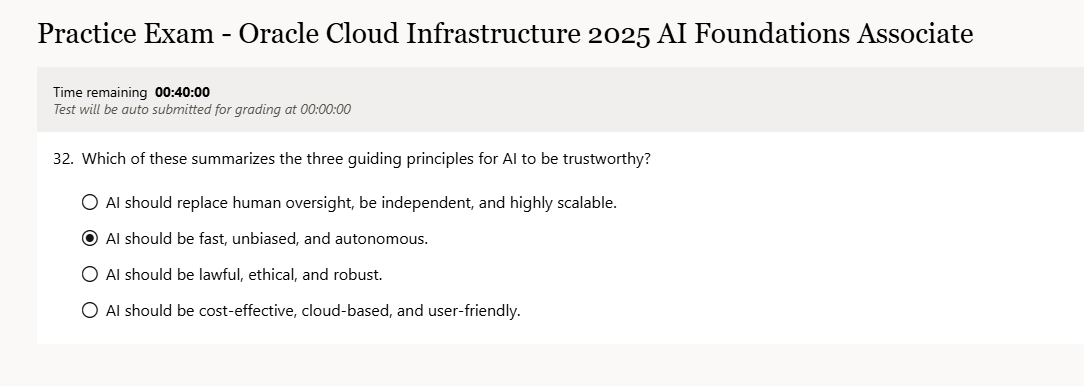 Practice Exam - Oracle Cloud Infrastructure 2025 AI Foundations Associate
Time remaining 00:40:00
Test will be auto submitted for grading at 00:00:00
32. Which of these summarizes the three guiding principles for AI to be trustworthy?
AI should replace human oversight, be independent, and highly scalable.
AI should be fast, unbiased, and autonomous.
AI should be lawful, ethical, and robust.
AI should be cost-effective, cloud-based, and user-friendly.